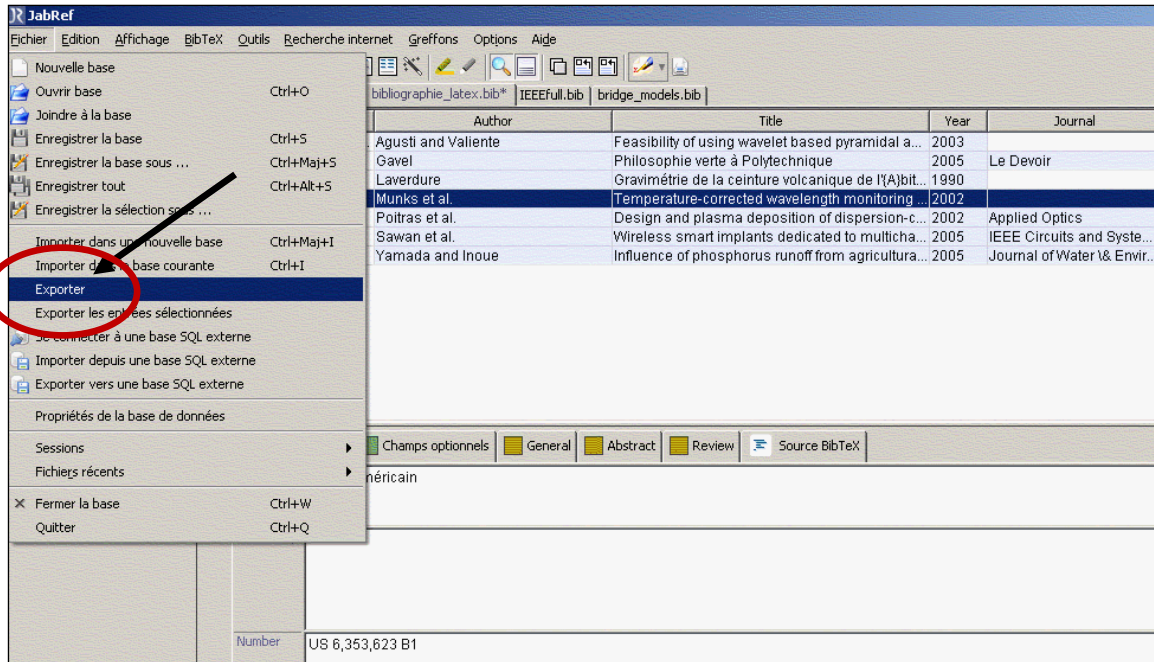 JabRef
Fichier Edition Affichage BibTeX Outils Recherche internet Greffons Options Aide
Nouvelle base
Ouvrir base Ctrl+O
Joindre à la base
Enregistrer la base Ctrl+S
Enregistrer la base sous ... Ctrl+Maj+S
Enregistrer tout Ctrl+Alt+S
Enregistrer la sélection sous ...
Importer dans une nouvelle base Ctrl+Maj+I
Importer dans la base courante Ctrl+I
Exporter
Exporter les entrées sélectionnées
Se connecter à une base SQL externe
Importer depuis une base SQL externe
Exporter vers une base SQL externe
Propriétés de la base de données
Sessions
Fichiers récents
Fermer la base Ctrl+W
Quitter Ctrl+Q
bibliographie_latex.bib* IEEEfull.bib bridge_models.bib
Author Title Year Journal
Agusti and Valiente Feasibility of using wavelet based pyramidal a... 2003
Gavel Philosophie verte à Polytechnique 2005 Le Devoir
Laverdure Gravimétrie de la ceinture volcanique de l'{A}bit... 1990
Munks et al. Temperature-corrected wavelength monitoring ... 2002
Poitras et al. Design and plasma deposition of dispersion-c... 2002 Applied Optics
Sawan et al. Wireless smart implants dedicated to multicha... 2005 IEEE Circuits and Syste...
Yamada and Inoue Influence of phosphorus runoff from agricultura... 2005 Journal of Water \& Envir...
Champs optionnels General Abstract Review Source BibTeX
méricain
Number US 6,353,623 B1